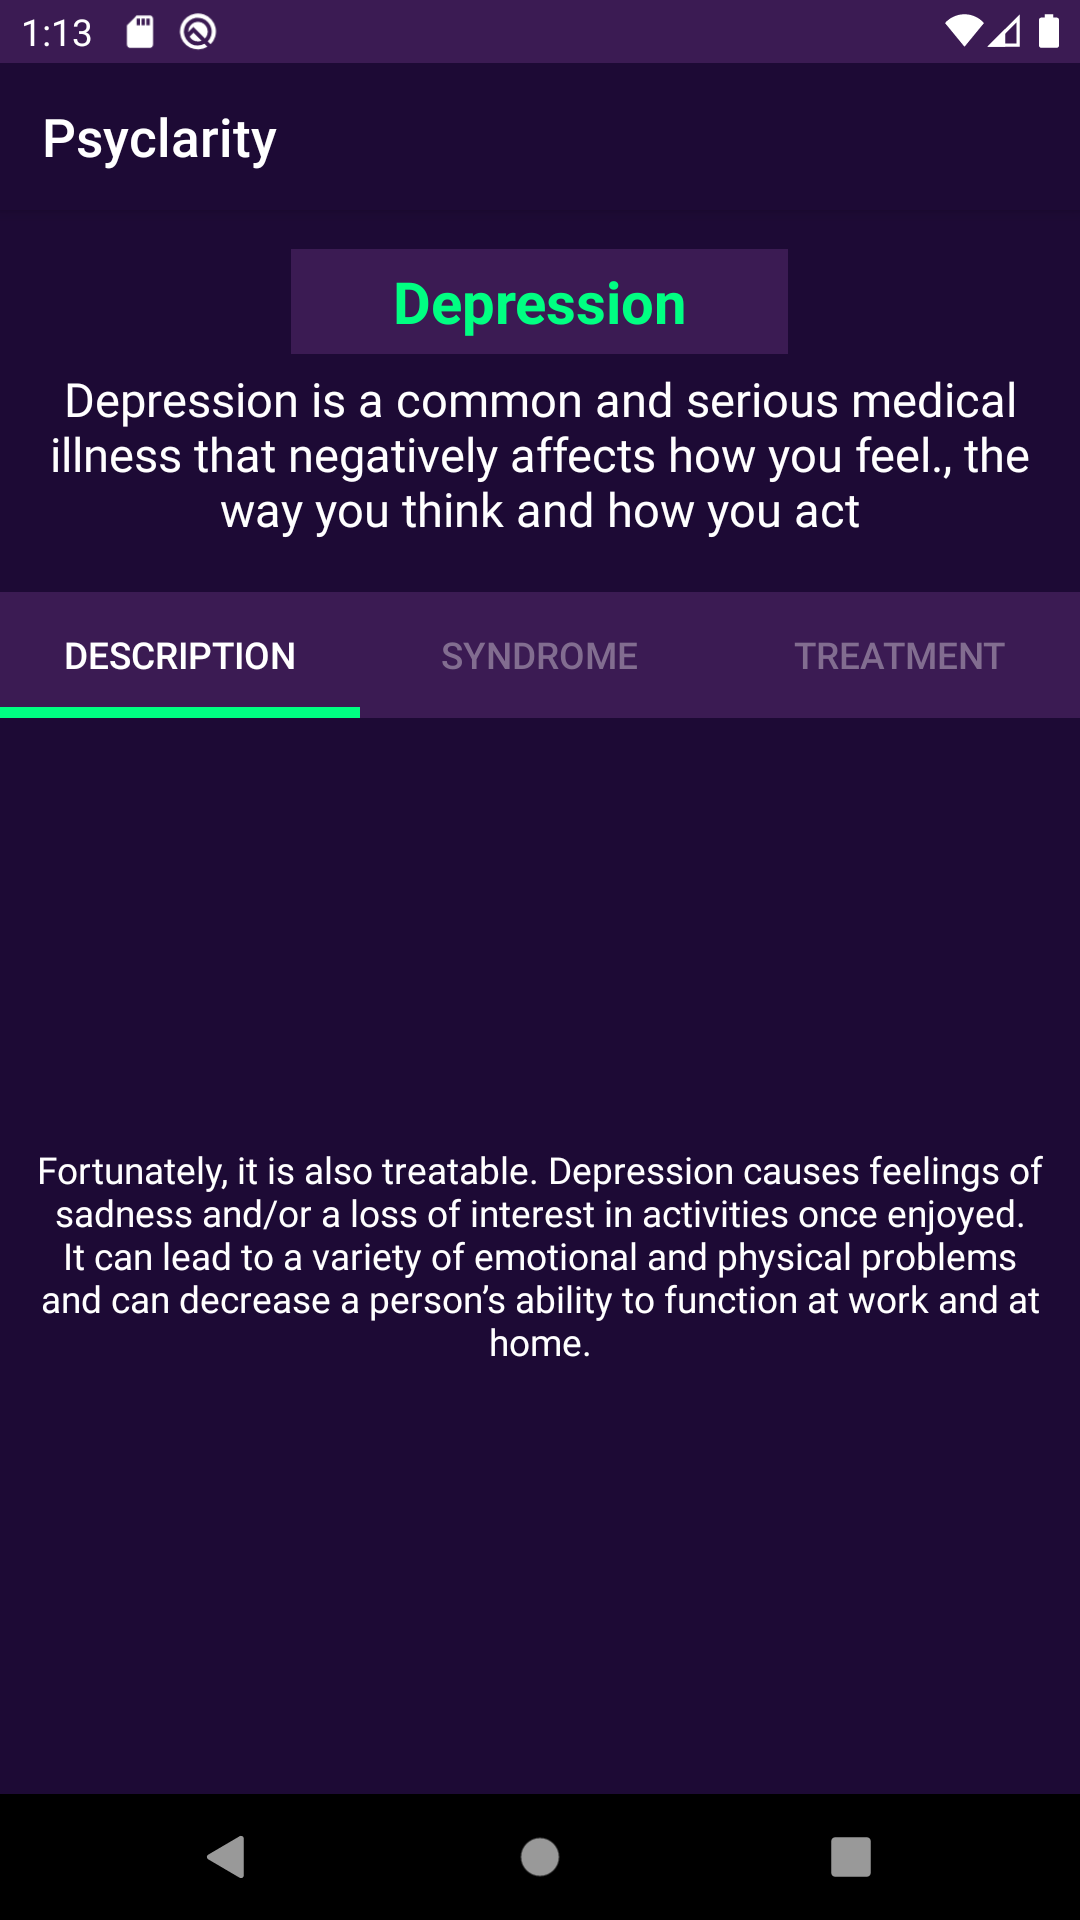 1:13
Psyclarity
Depression
Depression is a common and serious medical
illness that negatively affects how you feel., the
way you think and how you act
DESCRIPTION
SYNDROME
TREATMENT
Fortunately, it is also treatable. Depression causes feelings of
sadness and/or a loss of interest in activities once enjoyed.
It can lead to a variety of emotional and physical problems
and can decrease a person’s ability to function at work and at
home.